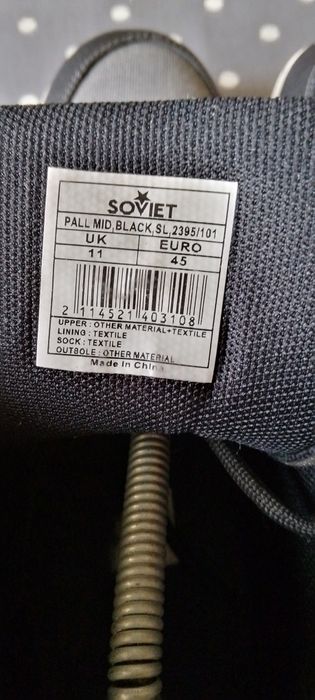 SOVIET
PALL MID,BLACK,SL,2395/101
UK EURO
11 45
2 114521 403108
UPPER : OTHER MATERIAL+TEXTILE
LINING : TEXTILE
SOCK : TEXTILE
OUTSOLE : OTHER MATERIAL
Made in China